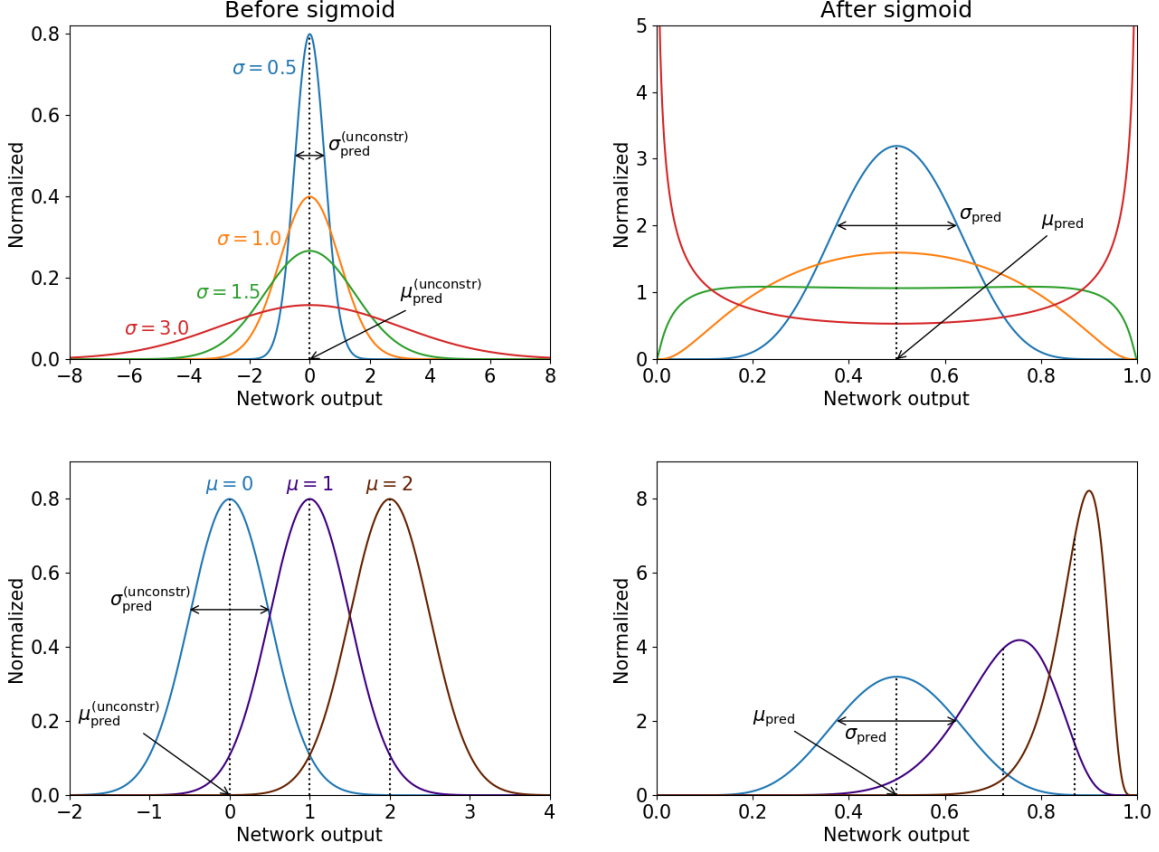 Before sigmoid
After sigmoid
Normalized
0.8
0.6
0.4
0.2
0.0
σ = 0.5
σ = 1.0
σ = 1.5
σ = 3.0
σ_pred^(unconstr)
μ_pred^(unconstr)
−8 −6 −4 −2 0 2 4 6 8
Network output
Normalized
5
4
3
2
1
0
σ_pred
μ_pred
0.0 0.2 0.4 0.6 0.8 1.0
Network output
Normalized
0.8
0.6
0.4
0.2
0.0
μ = 0 μ = 1 μ = 2
σ_pred^(unconstr)
μ_pred^(unconstr)
−2 −1 0 1 2 3 4
Network output
Normalized
8
6
4
2
0
μ_pred
σ_pred
0.0 0.2 0.4 0.6 0.8 1.0
Network output